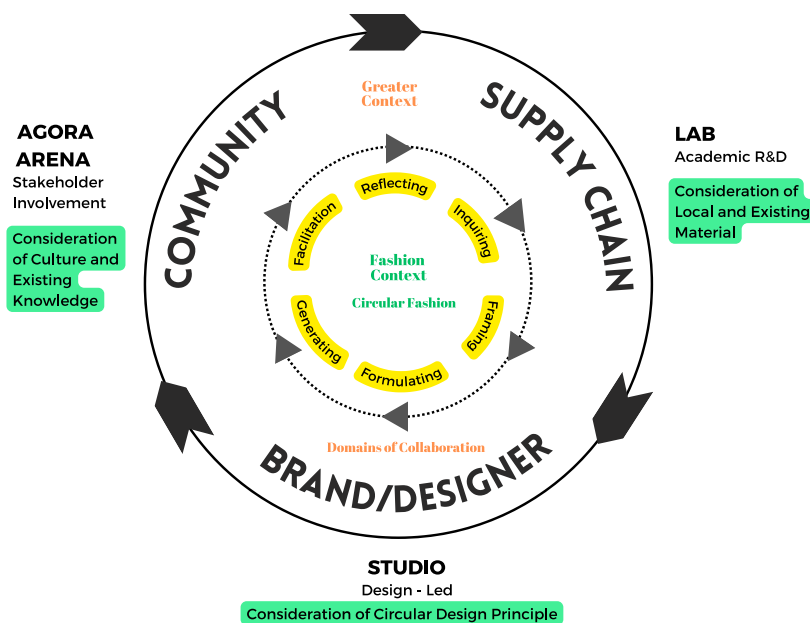 Greater
Context
COMMUNITY
SUPPLY CHAIN
AGORA
ARENA
Stakeholder
Involvement
Consideration
of Culture and
Existing
Knowledge
LAB
Academic R&D
Consideration of
Local and Existing
Material
Reflecting
Inquiring
Framing
Formulating
Generating
Facilitation
Fashion
Context
Circular Fashion
Domains of Collaboration
BRAND/DESIGNER
STUDIO
Design - Led
Consideration of Circular Design Principle